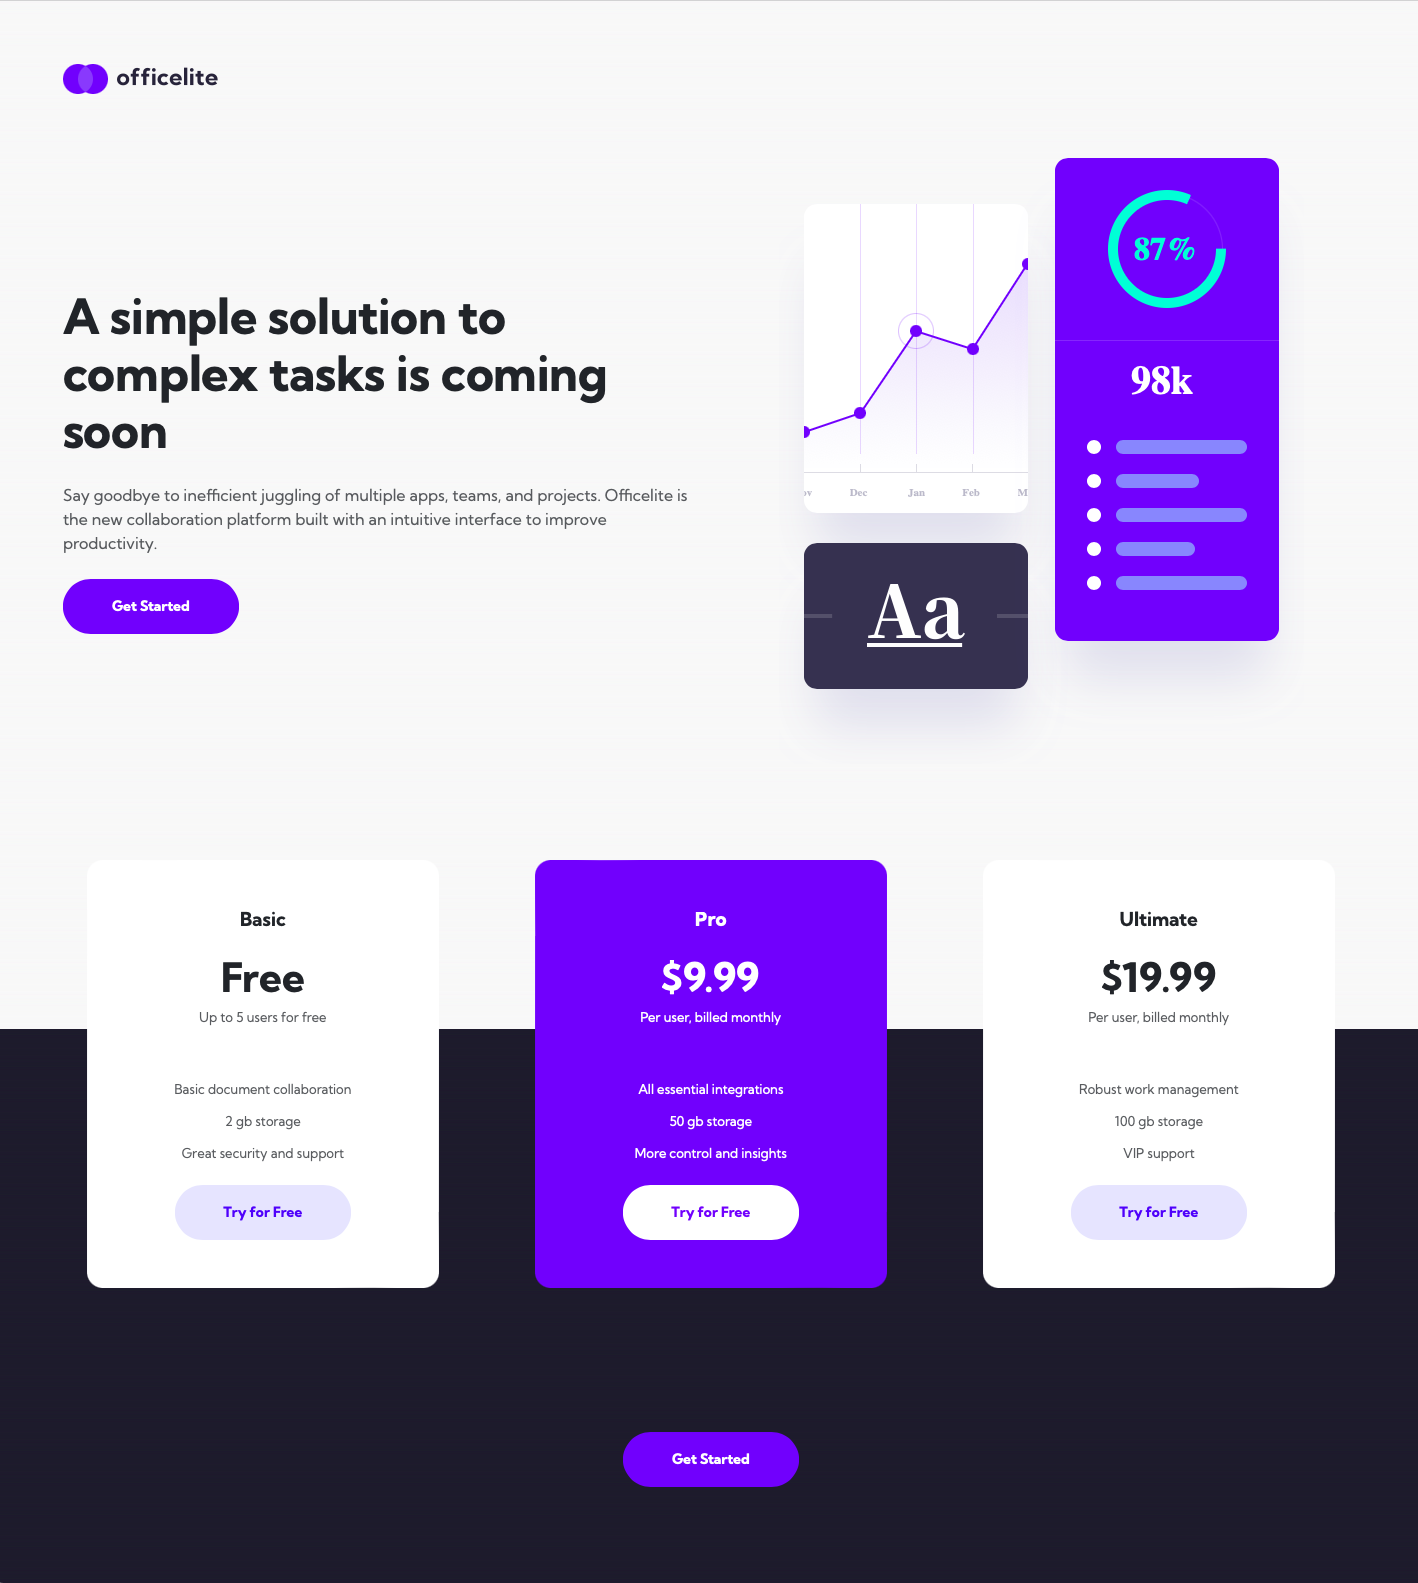 officelite
A simple solution to
complex tasks is coming
soon
Say goodbye to inefficient juggling of multiple apps, teams, and projects. Officelite is
the new collaboration platform built with an intuitive interface to improve
productivity.
Get Started
ov Dec Jan Feb M
Aa
87%
98k
Basic
Free
Up to 5 users for free
Basic document collaboration
2 gb storage
Great security and support
Try for Free
Pro
$9.99
Per user, billed monthly
All essential integrations
50 gb storage
More control and insights
Try for Free
Ultimate
$19.99
Per user, billed monthly
Robust work management
100 gb storage
VIP support
Try for Free
Get Started